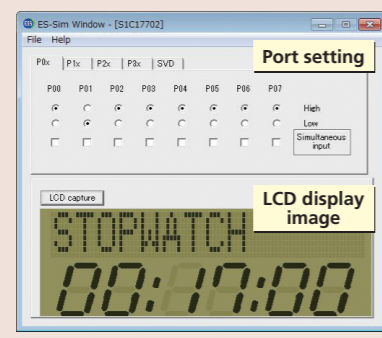 ES-Sim Window - [S1C17702]
File Help
P0x P1x P2x P3x SVD
Port setting
P00 P01 P02 P03 P04 P05 P06 P07
High
Low
Simultaneous
input
LCD capture
LCD display
image
STOPWATCH
00:17:00